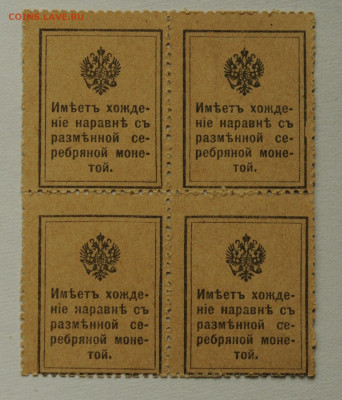 COINS.LAVE.RU
Имѣетъ хожде-
ніе наравнѣ съ
размѣнной се-
ребряной моне-
той.
Имѣетъ хожде-
ніе наравнѣ съ
размѣнной се-
ребряной моне-
той.
Имѣетъ хожде-
ніе наравнѣ съ
размѣнной се-
ребряной моне-
той.
Имѣетъ хожде-
ніе наравнѣ съ
размѣнной се-
ребряной моне-
той.